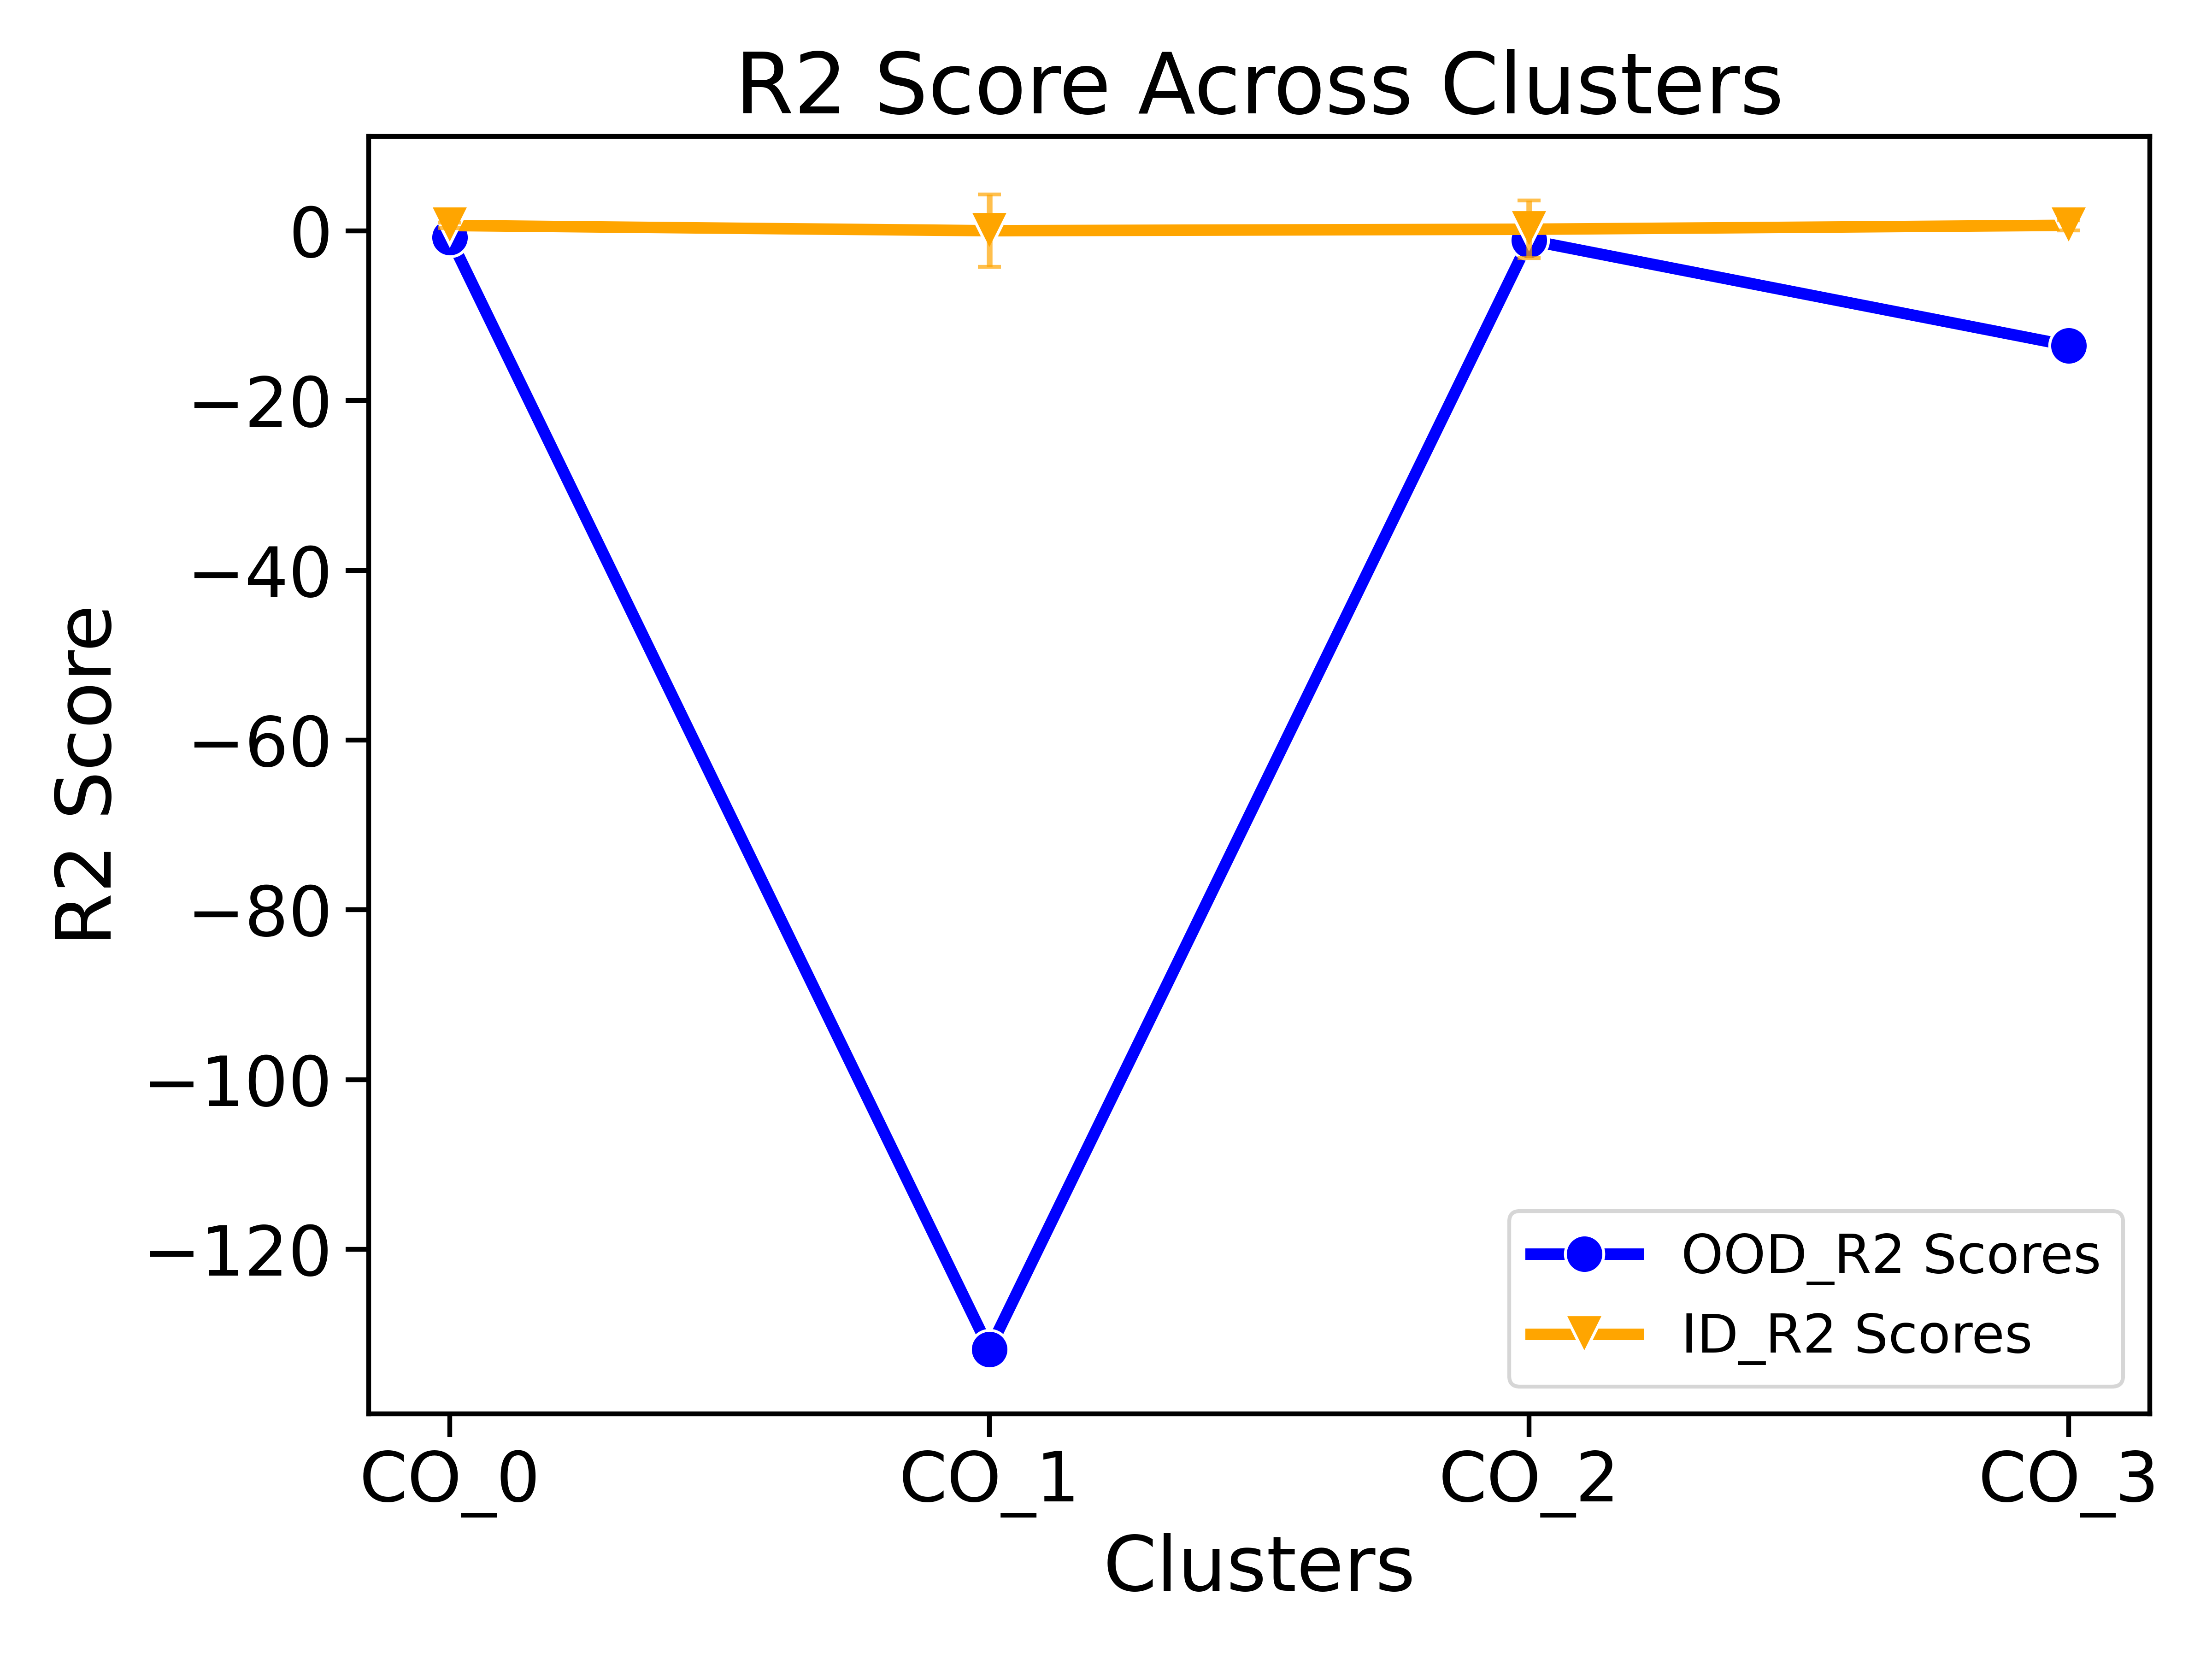 R2 Score Across Clusters
R2 Score
0
−20
−40
−60
−80
−100
−120
OOD_R2 Scores
ID_R2 Scores
CO_0 CO_1 CO_2 CO_3
Clusters